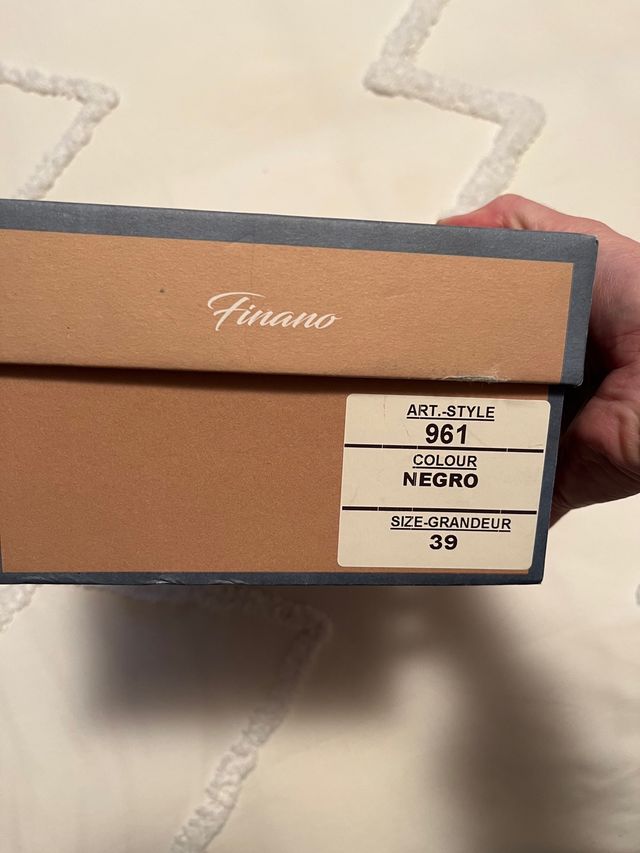 Finano
ART.-STYLE
961
COLOUR
NEGRO
SIZE-GRANDEUR
39